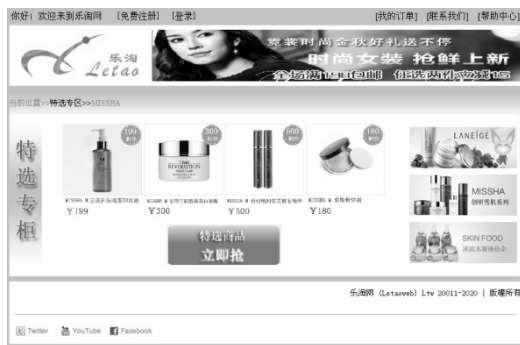 你好！欢迎来到乐淘网 [免费注册] [登录]
[我的订单] [联系我们] [帮助中心]
乐淘
Letao
宽裳时尚金秋好礼送不停
时尚女装 抢鲜上新
当前位置>>特选专区>>MISSHA
特选专柜
199
300
500
180
REVOLUTION
￥199
￥300
￥500
￥180
特选商品
立即抢
LANEIGE
MISSHA
SKIN FOOD
乐淘网 (Letaoweb) Ltw 20011-2020 | 版權所有
Twitter YouTube Facebook